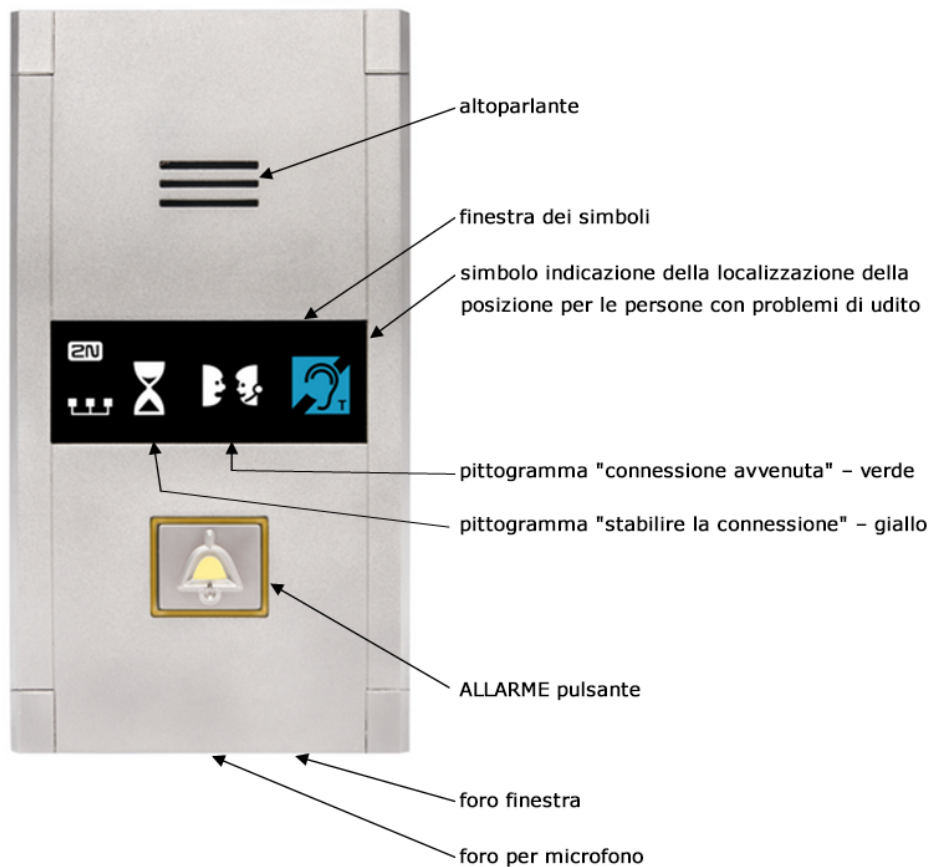 altoparlante
finestra dei simboli
simbolo indicazione della localizzazione della
posizione per le persone con problemi di udito
2N
T
pittogramma "connessione avvenuta" – verde
pittogramma "stabilire la connessione" – giallo
ALLARME pulsante
foro finestra
foro per microfono